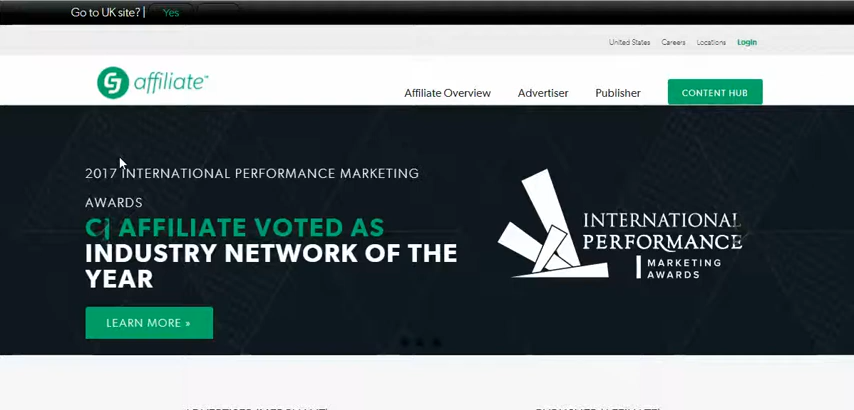 Go to UK site? | Yes
United States Careers Locations Login
affiliate
Affiliate Overview Advertiser Publisher CONTENT HUB
2017 INTERNATIONAL PERFORMANCE MARKETING
AWARDS
CJ AFFILIATE VOTED AS
INDUSTRY NETWORK OF THE
YEAR
LEARN MORE »
INTERNATIONAL
PERFORMANCE
MARKETING
AWARDS